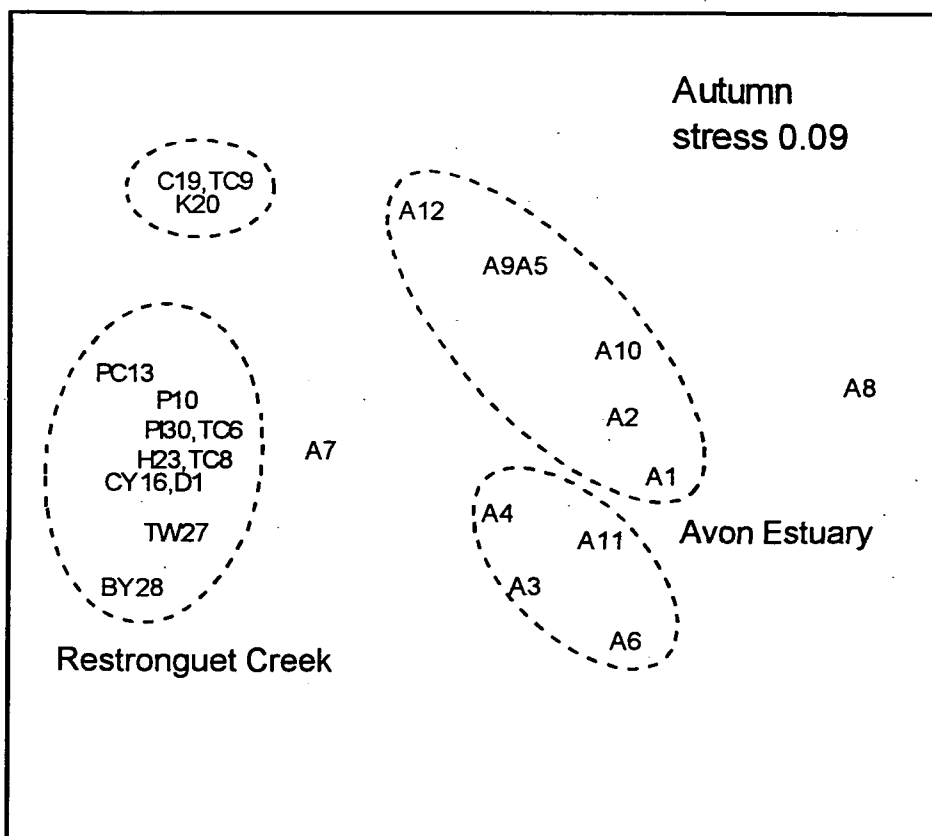 Autumn
stress 0.09
C19,TC9
K20
A12
A9A5
A10
A8
A2
A1
PC13
P10
PI30,TC6
H23,TC8
CY16,D1
TW27
BY28
A7
A4
A11
A3
A6
Avon Estuary
Restronguet Creek